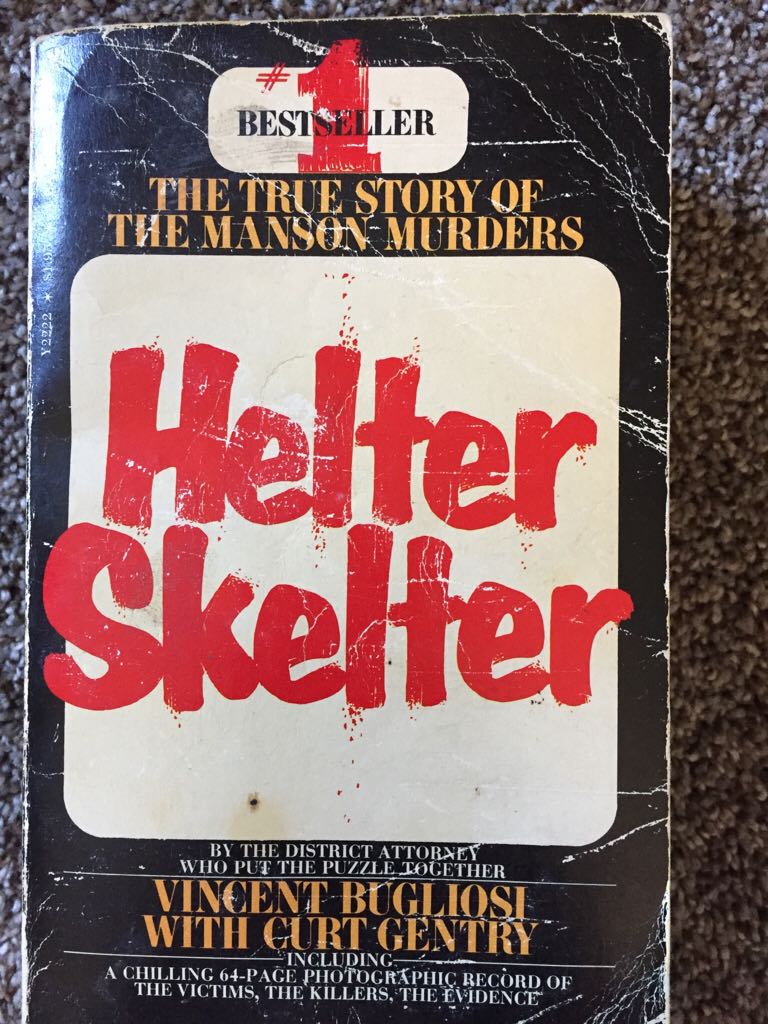 #1
BESTSELLER
THE TRUE STORY OF
THE MANSON MURDERS
Y2222 *
Helter
Skelter
BY THE DISTRICT ATTORNEY
WHO PUT THE PUZZLE TOGETHER
VINCENT BUGLIOSI
WITH CURT GENTRY
INCLUDING
A CHILLING 64-PAGE PHOTOGRAPHIC RECORD OF
THE VICTIMS, THE KILLERS, THE EVIDENCE